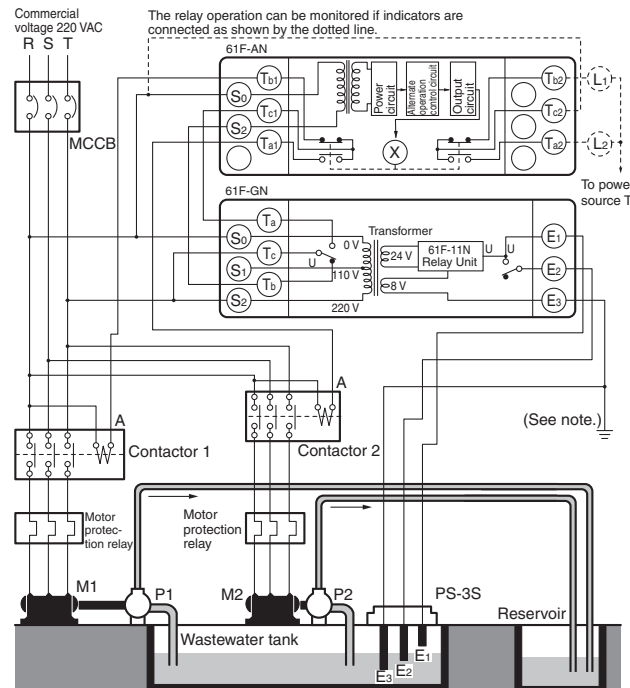 Commercial
voltage 220 VAC
R S T
The relay operation can be monitored if indicators are
connected as shown by the dotted line.
61F-AN
S0
S2
Tb1
Tc1
Ta1
Power
circuit
Alternate
operation
control circuit
Output
circuit
X
Tb2
Tc2
Ta2
L1
L2
To powe
source T
MCCB
61F-GN
S0
S1
S2
Ta
Tc
Tb
U
0 V
110 V
220 V
Transformer
24 V
8 V
61F-11N
Relay Unit
U
U
E1
E2
E3
(See note.)
A
Contactor 1
A
Contactor 2
Motor
protec-
tion relay
Motor
protection
relay
M1
P1
M2
P2
PS-3S
Reservoir
Wastewater tank
E3
E2
E1